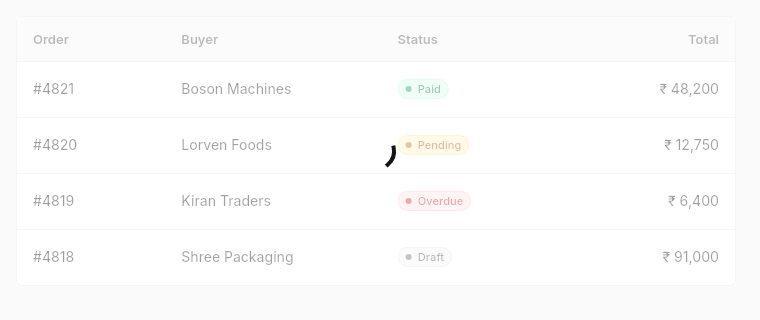 Order Buyer Status Total
#4821 Boson Machines Paid ₹ 48,200
#4820 Lorven Foods Pending ₹ 12,750
#4819 Kiran Traders Overdue ₹ 6,400
#4818 Shree Packaging Draft ₹ 91,000